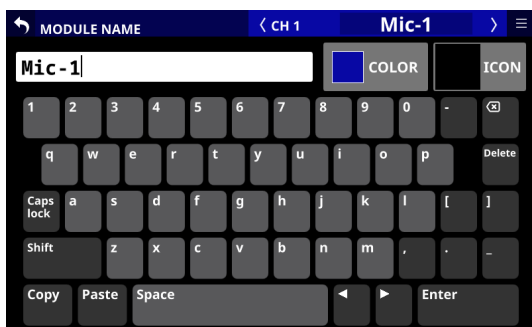 MODULE NAME
CH 1
Mic-1
Mic-1
COLOR
ICON
1 2 3 4 5 6 7 8 9 0 -
q w e r t y u i o p Delete
Caps lock a s d f g h j k l [ ]
Shift z x c v b n m , . _
Copy Paste Space Enter